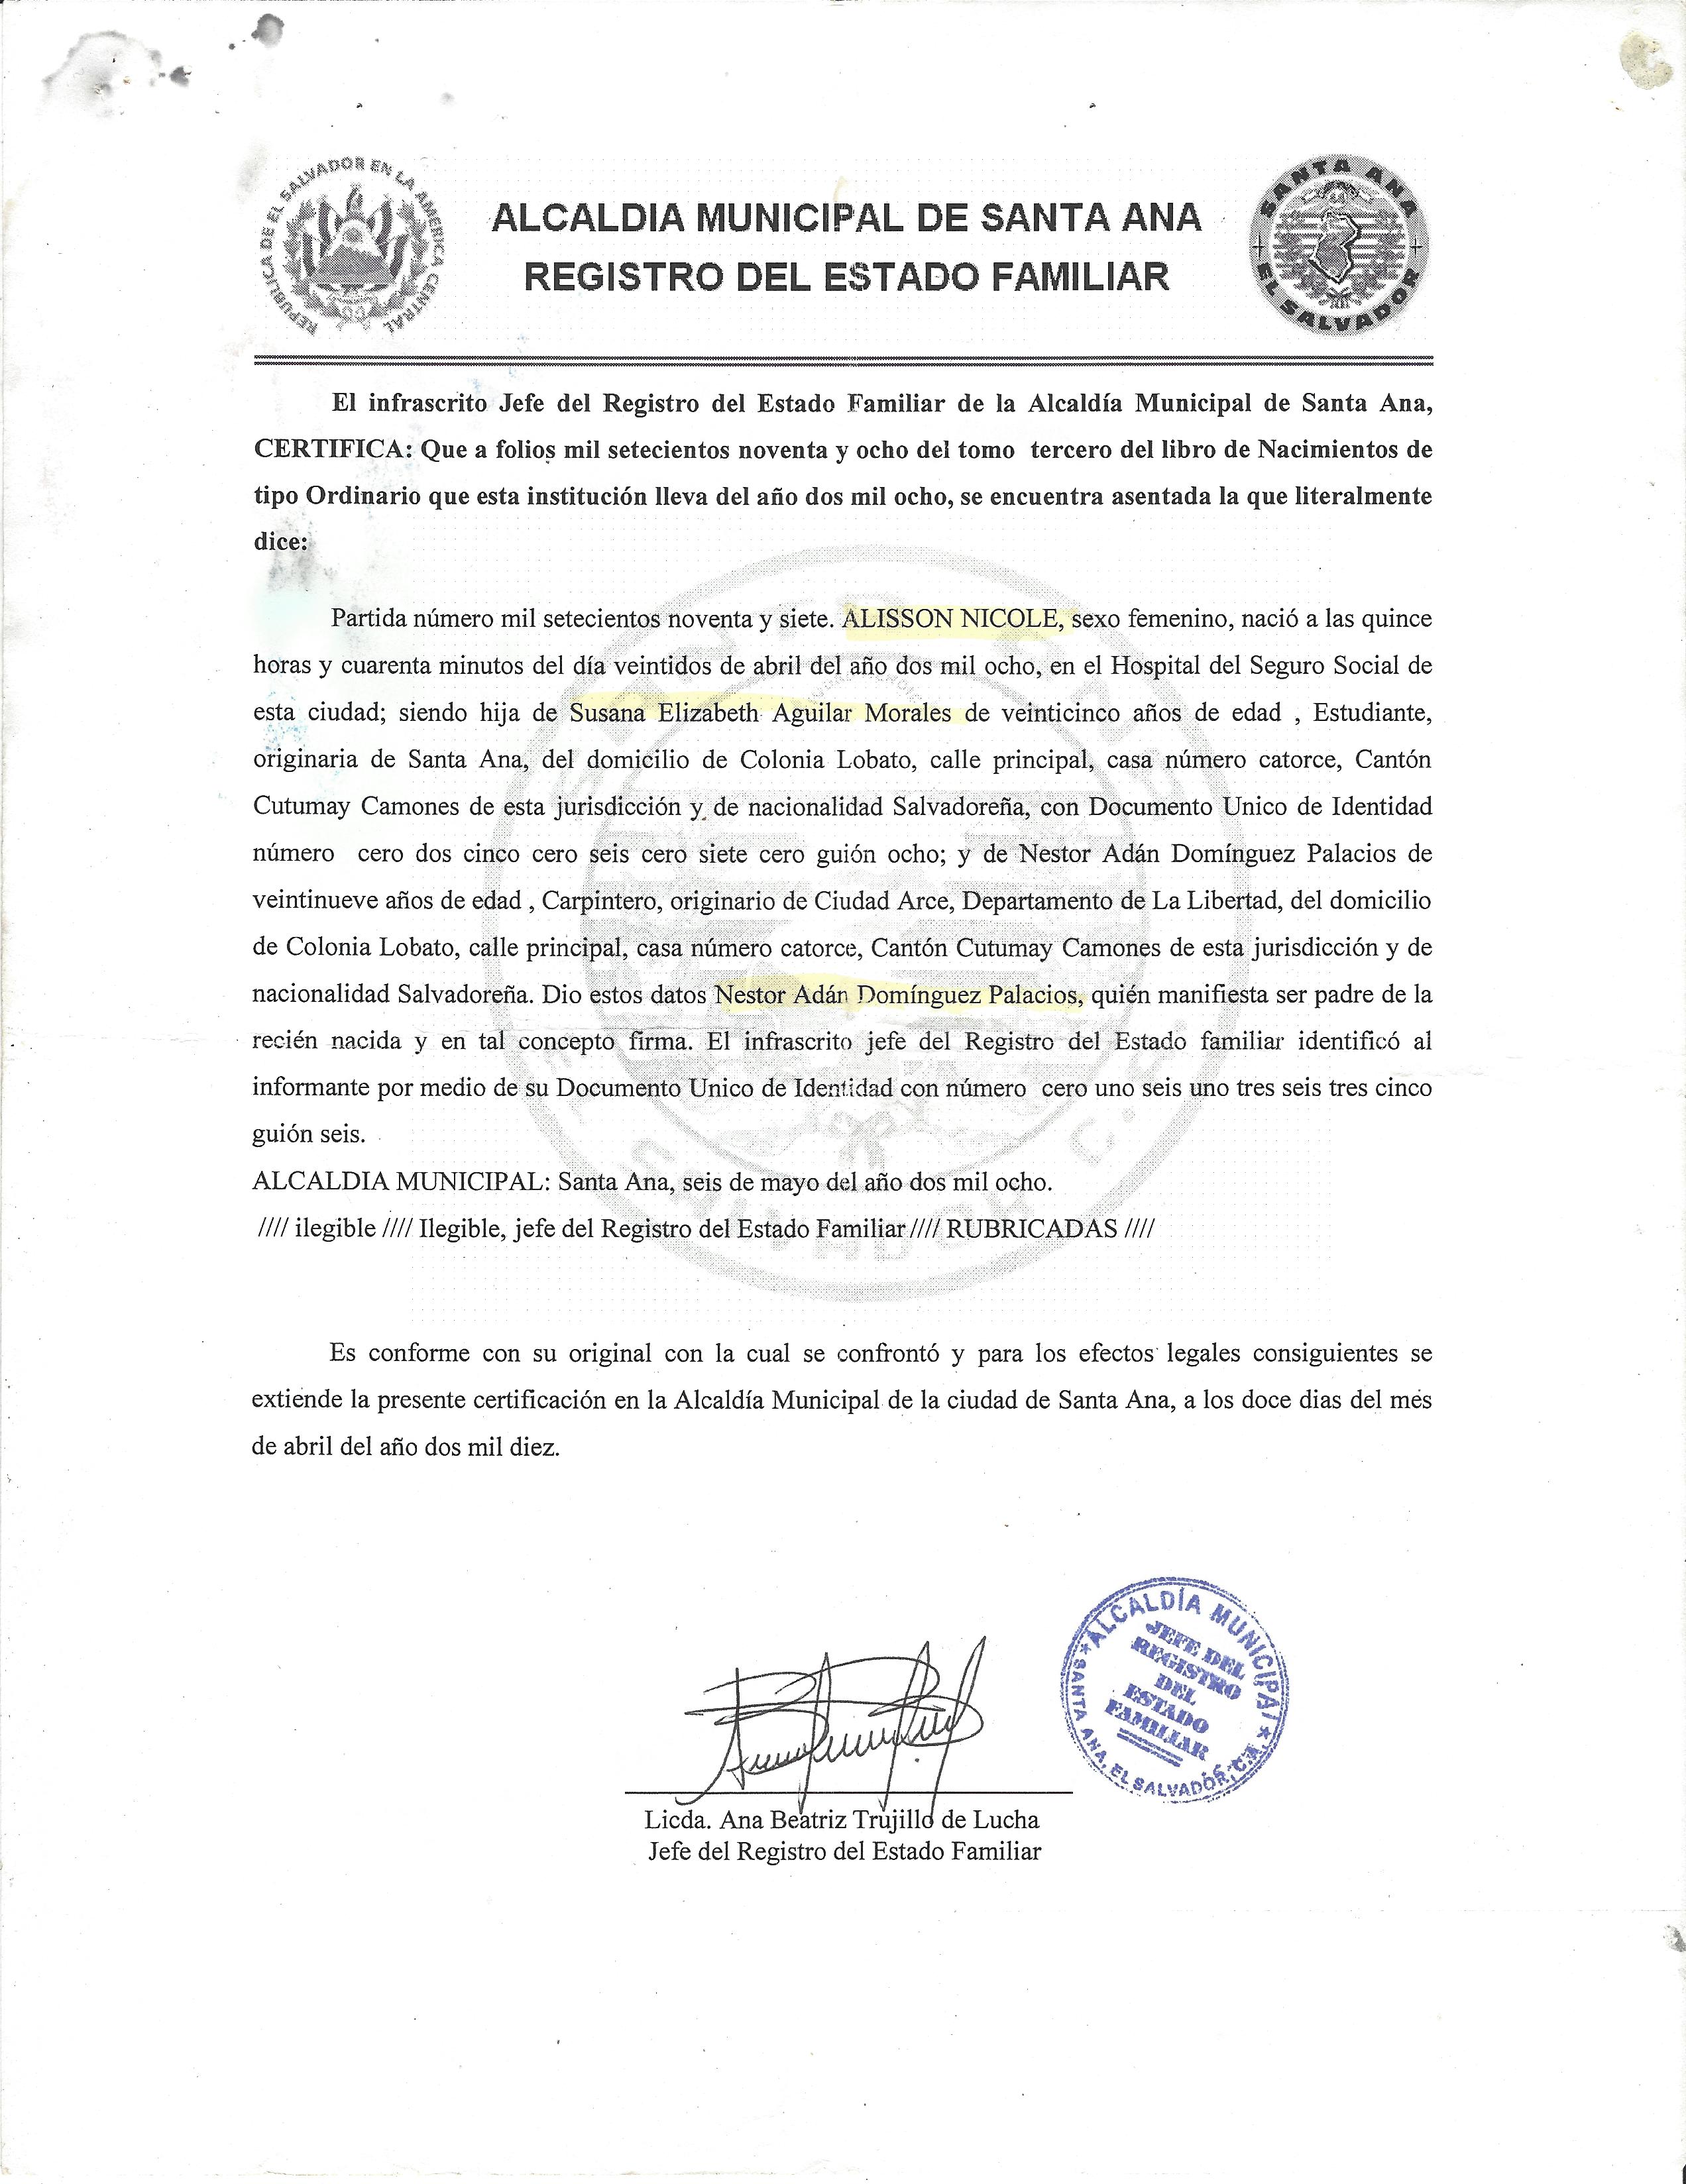 REPUBLICA DE EL SALVADOR EN LA AMERICA CENTRAL
ALCALDIA MUNICIPAL DE SANTA ANA
REGISTRO DEL ESTADO FAMILIAR
SANTA ANA
EL SALVADOR
El infrascrito Jefe del Registro del Estado Familiar de la Alcaldía Municipal de Santa Ana,
CERTIFICA: Que a folios mil setecientos noventa y ocho del tomo tercero del libro de Nacimientos de
tipo Ordinario que esta institución lleva del año dos mil ocho, se encuentra asentada la que literalmente
dice:
Partida número mil setecientos noventa y siete. ALISSON NICOLE, sexo femenino, nació a las quince
horas y cuarenta minutos del día veintidos de abril del año dos mil ocho, en el Hospital del Seguro Social de
esta ciudad; siendo hija de Susana Elizabeth Aguilar Morales de veinticinco años de edad , Estudiante,
originaria de Santa Ana, del domicilio de Colonia Lobato, calle principal, casa número catorce, Cantón
Cutumay Camones de esta jurisdicción y de nacionalidad Salvadoreña, con Documento Unico de Identidad
número cero dos cinco cero seis cero siete cero guión ocho; y de Nestor Adán Domínguez Palacios de
veintinueve años de edad , Carpintero, originario de Ciudad Arce, Departamento de La Libertad, del domicilio
de Colonia Lobato, calle principal, casa número catorce, Cantón Cutumay Camones de esta jurisdicción y de
nacionalidad Salvadoreña. Dio estos datos Nestor Adán Domínguez Palacios, quién manifiesta ser padre de la
recién nacida y en tal concepto firma. El infrascrito jefe del Registro del Estado familiar identificó al
informante por medio de su Documento Unico de Identidad con número cero uno seis uno tres seis tres cinco
guión seis.
ALCALDIA MUNICIPAL: Santa Ana, seis de mayo del año dos mil ocho.
//// ilegible //// Ilegible, jefe del Registro del Estado Familiar //// RUBRICADAS ////
Es conforme con su original con la cual se confrontó y para los efectos legales consiguientes se
extiende la presente certificación en la Alcaldía Municipal de la ciudad de Santa Ana, a los doce dias del mes
de abril del año dos mil diez.
ALCALDÍA MUNICIPAL
JEFE DEL
REGISTRO
DEL
ESTADO
FAMILIAR
SANTA ANA, EL SALVADOR, C.A.
Licda. Ana Beatriz Trujillo de Lucha
Jefe del Registro del Estado Familiar